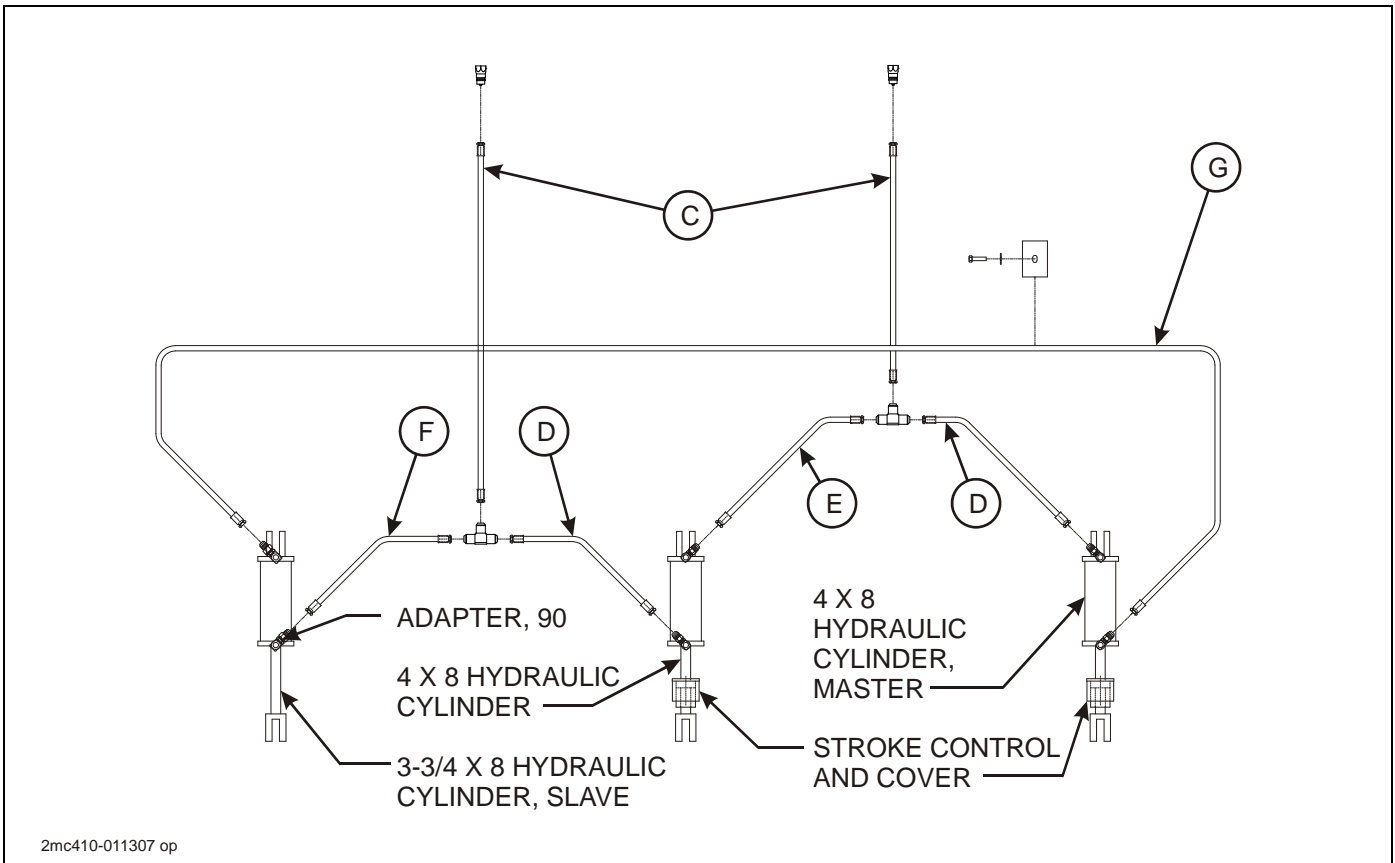 C
G
F
D
E
D
ADAPTER, 90
4 X 8 HYDRAULIC
CYLINDER
3-3/4 X 8 HYDRAULIC
CYLINDER, SLAVE
4 X 8
HYDRAULIC
CYLINDER,
MASTER
STROKE CONTROL
AND COVER
2mc410-011307 op